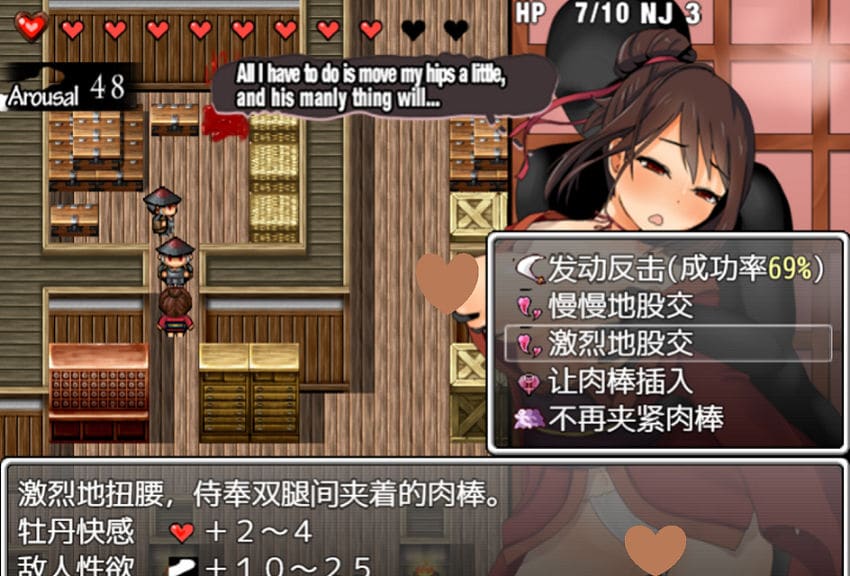 HP 7/10 NJ 3
Arousal 48
All I have to do is move my hips a little,
and his manly thing will...
发动反击(成功率69%)
慢慢地股交
激烈地股交
让肉棒插入
不再夹紧肉棒
激烈地扭腰，侍奉双腿间夹着的肉棒。
牡丹快感 ＋２～４
敌人性欲 ＋１０～２５